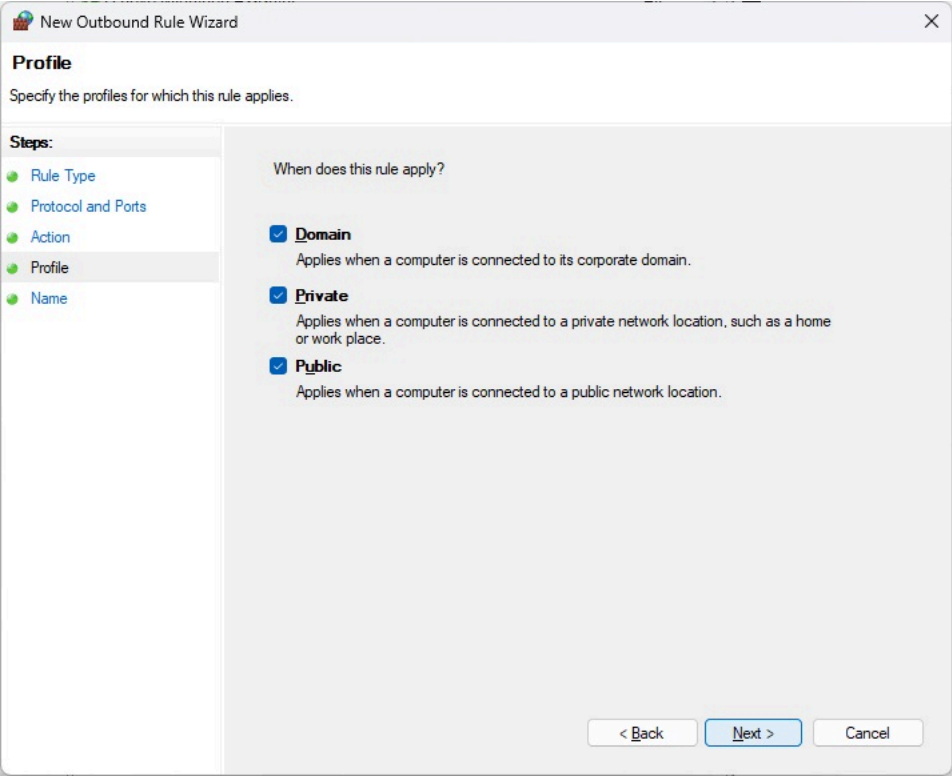 New Outbound Rule Wizard
Profile
Specify the profiles for which this rule applies.
Steps:
Rule Type
Protocol and Ports
Action
Profile
Name
When does this rule apply?
Domain
Applies when a computer is connected to its corporate domain.
Private
Applies when a computer is connected to a private network location, such as a home
or work place.
Public
Applies when a computer is connected to a public network location.
< Back
Next >
Cancel